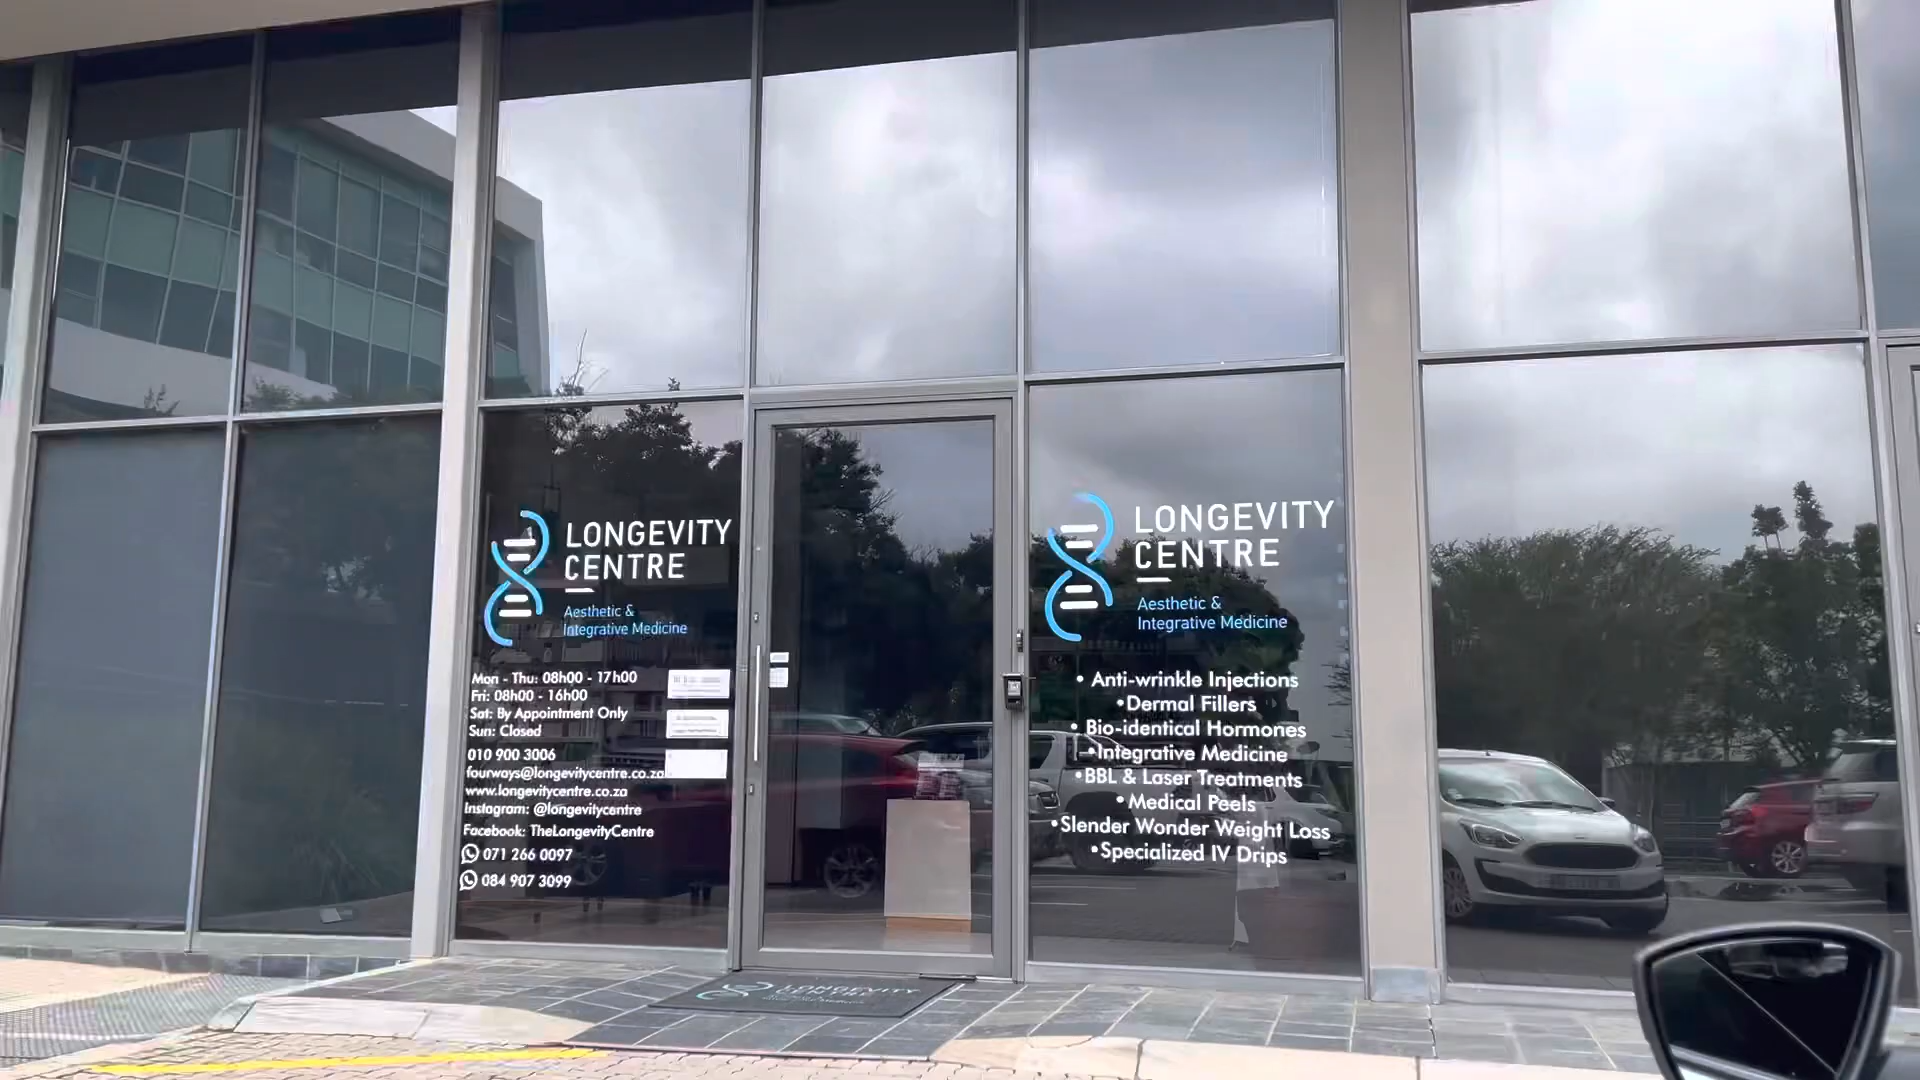 LONGEVITY
CENTRE
Aesthetic &
Integrative Medicine
Mon - Thu: 08h00 - 17h00
Fri: 08h00 - 16h00
Sat: By Appointment Only
Sun: Closed
010 900 3006
fourways@longevitycentre.co.za
www.longevitycentre.co.za
Instagram: @longevitycentre
Facebook: TheLongevityCentre
071 266 0097
084 907 3099
LONGEVITY
CENTRE
Aesthetic &
Integrative Medicine
• Anti-wrinkle Injections
•Dermal Fillers
• Bio-identical Hormones
•Integrative Medicine
•BBL & Laser Treatments
• Medical Peels
•Slender Wonder Weight Loss
•Specialized IV Drips
LONGEVITY
CENTRE